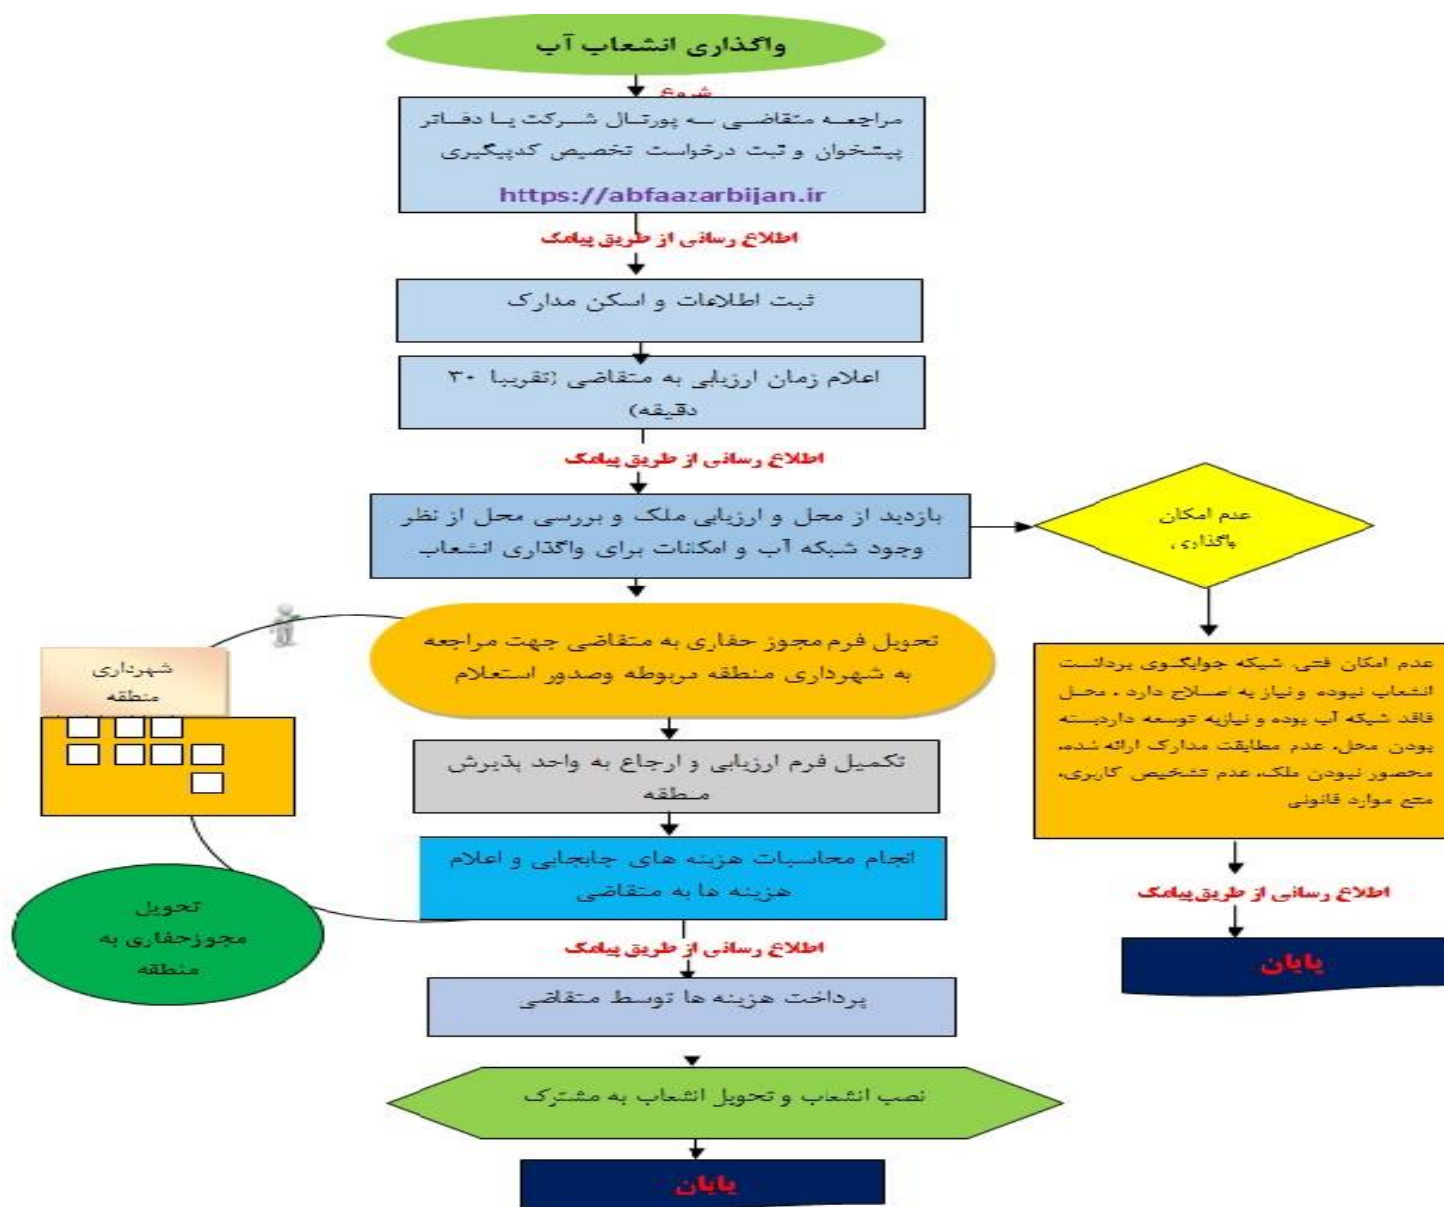 واگذاری انشعاب آب
شروع
مراجعه متقاضی به پورتال شرکت یا دفاتر
پیشخوان و ثبت درخواست تخصیص کدپیگیری
https://abfaazarbijan.ir
اطلاع رسانی از طریق پیامک
ثبت اطلاعات و اسکن مدارک
اعلام زمان ارزیابی به متقاضی (تقریبا ۳۰
دقیقه)
اطلاع رسانی از طریق پیامک
بازدید از محل و ارزیابی ملک و بررسی محل از نظر
وجود شبکه آب و امکانات برای واگذاری انشعاب
عدم امکان
واگذاری
تحویل فرم مجوز حفاری به متقاضی جهت مراجعه
به شهرداری منطقه مربوطه وصدور استعلام
شهرداری
منطقه
عدم امکان فنی، شبکه جوابگوی برداشت
انشعاب نبوده و نیاز به اصلاح دارد ، محل
فاقد شبکه آب بوده و نیازبه توسعه داردبسته
بودن محل، عدم مطابقت مدارک ارائه شده،
محصور نبودن ملک، عدم تشخیص کاربری،
منع موارد قانونی
تکمیل فرم ارزیابی و ارجاع به واحد پذیرش
منطقه
انجام محاسبات هزینه های جابجایی و اعلام
هزینه ها به متقاضی
تحویل
مجوزحفاری به
منطقه
اطلاع رسانی از طریق پیامک
پایان
اطلاع رسانی از طریق پیامک
پرداخت هزینه ها توسط متقاضی
نصب انشعاب و تحویل انشعاب به مشترک
پایان